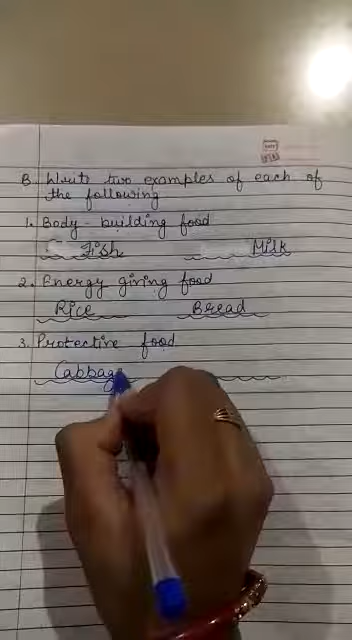 B Write two examples of each of
the following
1. Body - building food
Fish Milk
2. Energy giving food
Rice Bread
3. Protective food
Cabbag